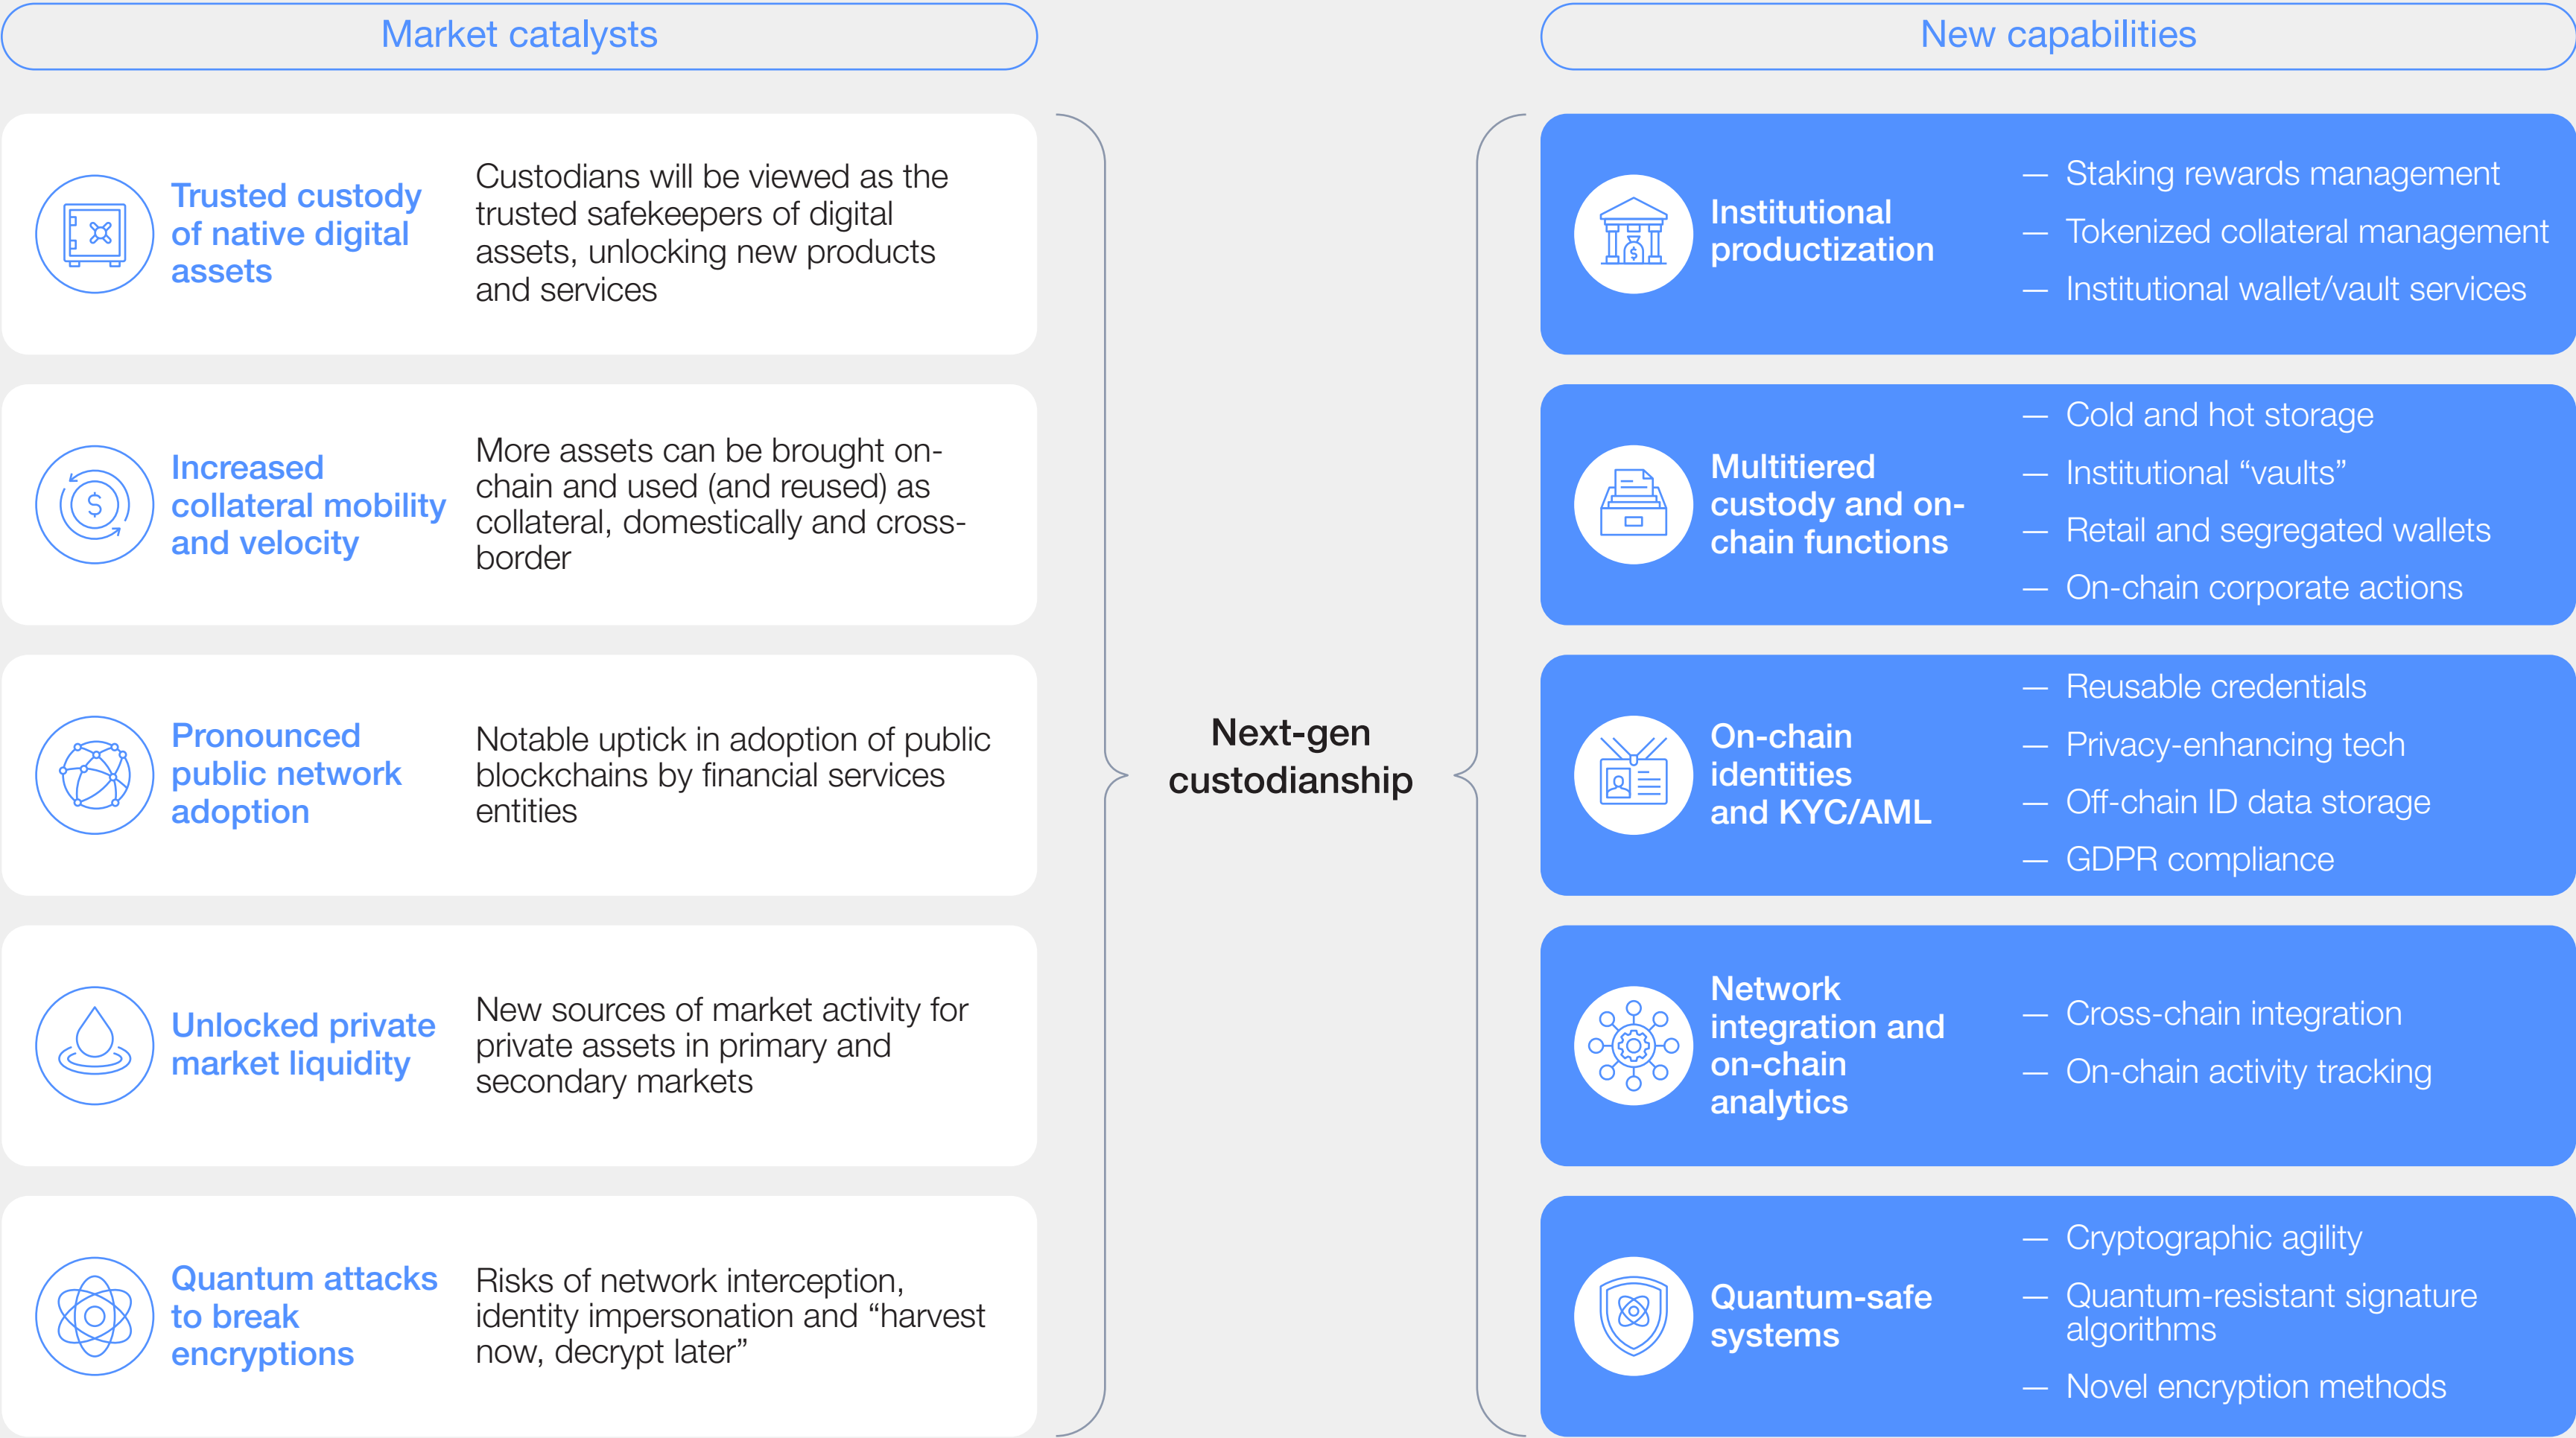 Market catalysts
Trusted custody
of native digital
assets
Custodians will be viewed as the
trusted safekeepers of digital
assets, unlocking new products
and services
Increased
collateral mobility
and velocity
More assets can be brought on-
chain and used (and reused) as
collateral, domestically and cross-
border
Pronounced
public network
adoption
Notable uptick in adoption of public
blockchains by financial services
entities
Unlocked private
market liquidity
New sources of market activity for
private assets in primary and
secondary markets
Quantum attacks
to break
encryptions
Risks of network interception,
identity impersonation and “harvest
now, decrypt later”
Next-gen
custodianship
New capabilities
Institutional
productization
— Staking rewards management
— Tokenized collateral management
— Institutional wallet/vault services
Multitiered
custody and on-
chain functions
— Cold and hot storage
— Institutional “vaults”
— Retail and segregated wallets
— On-chain corporate actions
On-chain
identities
and KYC/AML
— Reusable credentials
— Privacy-enhancing tech
— Off-chain ID data storage
— GDPR compliance
Network
integration and
on-chain
analytics
— Cross-chain integration
— On-chain activity tracking
Quantum-safe
systems
— Cryptographic agility
— Quantum-resistant signature
algorithms
— Novel encryption methods